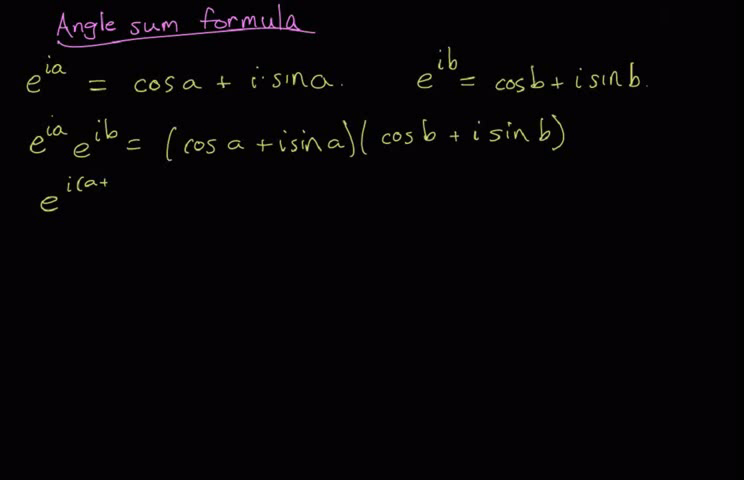 Angle sum formula
e^{ia} = cos a + i·sin a. e^{ib} = cos b + i sin b.
e^{ia} e^{ib} = (cos a + i sin a)(cos b + i sin b)
e^{i(a+